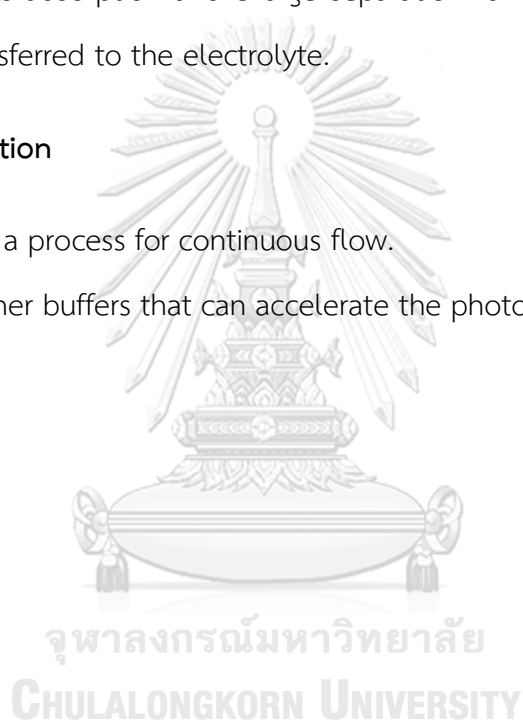 sferred to the electrolyte.
tion
a process for continuous flow.
ner buffers that can accelerate the photo
จุฬาลงกรณ์มหาวิทยาลัย
CHULALONGKORN UNIVERSITY